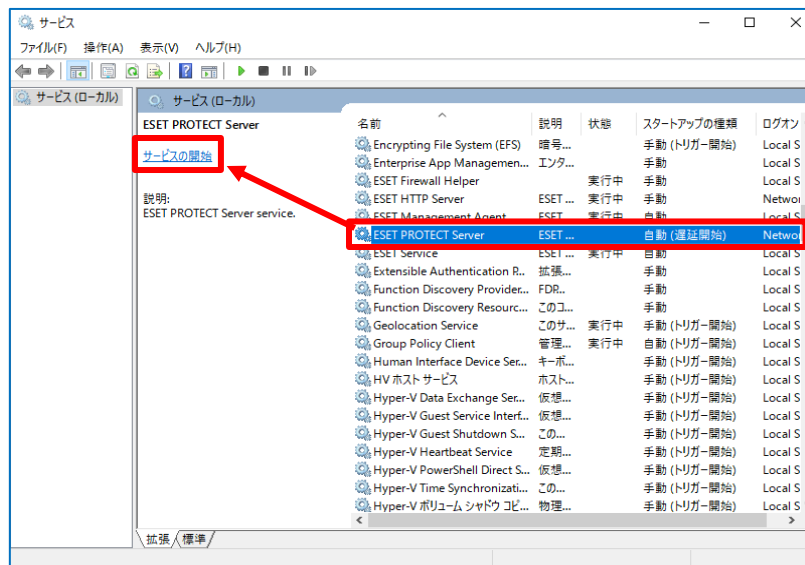 サービス
ファイル(F) 操作(A) 表示(V) ヘルプ(H)
サービス (ローカル)
サービス (ローカル)
ESET PROTECT Server
サービスの開始
説明:
ESET PROTECT Server service.
名前 説明 状態 スタートアップの種類 ログオン
Encrypting File System (EFS) 暗号... 手動 (トリガー開始) Local S
Enterprise App Managemen... エンタ... 手動 Local S
ESET Firewall Helper 実行中 手動 Local S
ESET HTTP Server ESET ... 実行中 手動 Networ
ESET Management Agent ESET ... 実行中 自動 Local S
ESET PROTECT Server ESET ... 自動 (遅延開始) Networ
ESET Service ESET ... 実行中 自動 Local S
Extensible Authentication P... 拡張... 手動 Local S
Function Discovery Provider... FDP... 手動 Local S
Function Discovery Resourc... このコ... 手動 Local S
Geolocation Service このサ... 実行中 手動 (トリガー開始) Local S
Group Policy Client 管理... 実行中 自動 (トリガー開始) Local S
Human Interface Device Ser... キーボ... 手動 (トリガー開始) Local S
HV ホスト サービス ホスト... 手動 (トリガー開始) Local S
Hyper-V Data Exchange Ser... 仮想... 手動 (トリガー開始) Local S
Hyper-V Guest Service Interf... 仮想... 手動 (トリガー開始) Local S
Hyper-V Guest Shutdown S... この... 手動 (トリガー開始) Local S
Hyper-V Heartbeat Service 定期... 手動 (トリガー開始) Local S
Hyper-V PowerShell Direct S... 仮想... 手動 (トリガー開始) Local S
Hyper-V Time Synchronizati... この... 手動 (トリガー開始) Local S
Hyper-V ボリューム シャドウ コピ... 物理... 手動 (トリガー開始) Local S
拡張 標準